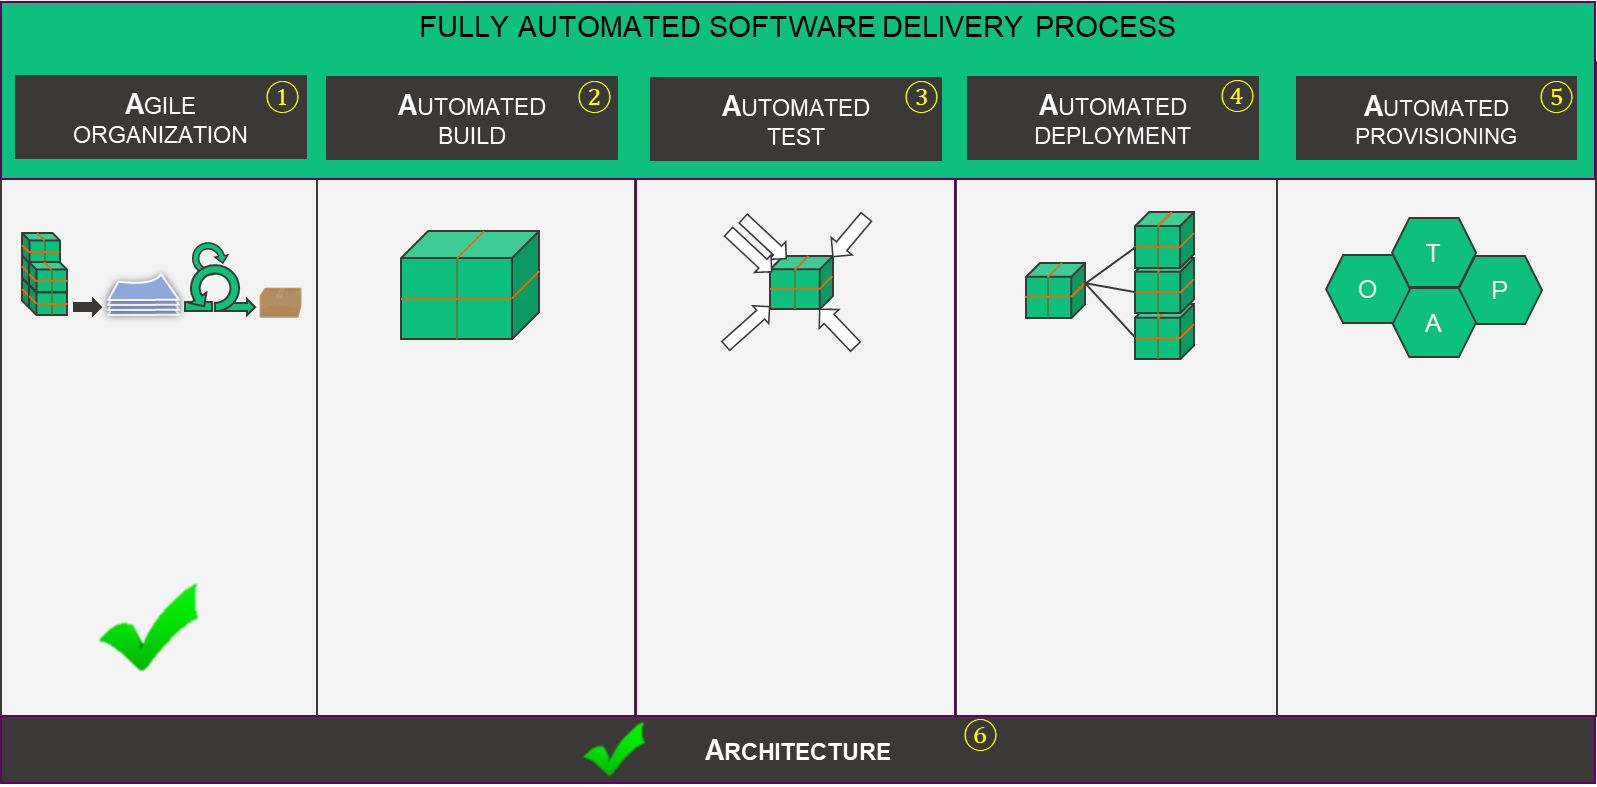 FULLY AUTOMATED SOFTWARE DELIVERY PROCESS
AGILE ①
ORGANIZATION
AUTOMATED ②
BUILD
AUTOMATED ③
TEST
AUTOMATED ④
DEPLOYMENT
AUTOMATED ⑤
PROVISIONING
T
O
P
A
ARCHITECTURE ⑥